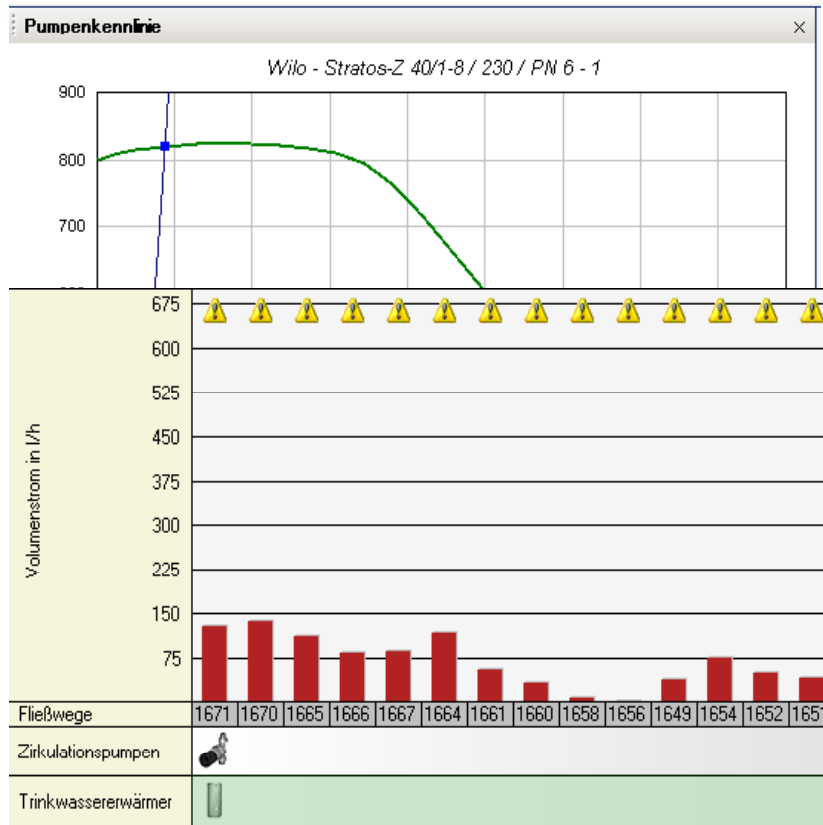 Pumpenkennlinie
Wilo - Stratos-Z 40/1-8 / 230 / PN 6 - 1
900
800
700
675
600
525
450
375
300
225
150
75
Volumenstrom in l/h
Fließwege 1671 1670 1665 1666 1667 1664 1661 1660 1658 1656 1649 1654 1652 1651
Zirkulationspumpen
Trinkwassererwärmer